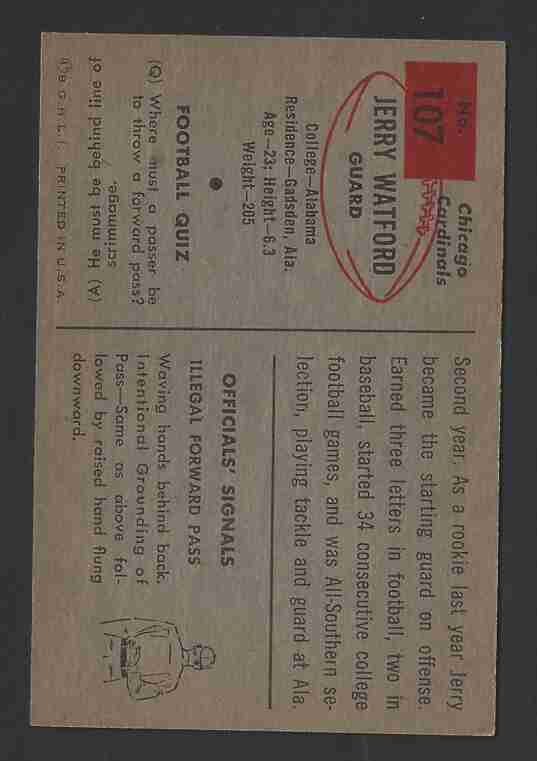 No.
107
Chicago
Cardinals
JERRY WATFORD
GUARD
College—Alabama
Residence—Gadsden, Ala.
Age—23; Height—6.3
Weight—205
FOOTBALL QUIZ
(Q) Where must a passer be
to throw a forward pass?
(A) He must be behind line of
scrimmage.
©B.G.H.L.I. PRINTED IN U.S.A.
Second year. As a rookie last year Jerry
became the starting guard on offense.
Earned three letters in football, two in
baseball, started 34 consecutive college
football games, and was All-Southern se-
lection, playing tackle and guard at Ala.
OFFICIALS' SIGNALS
ILLEGAL FORWARD PASS
Waving hands behind back.
Intentional Grounding of
Pass—Same as above fol-
lowed by raised hand flung
downward.